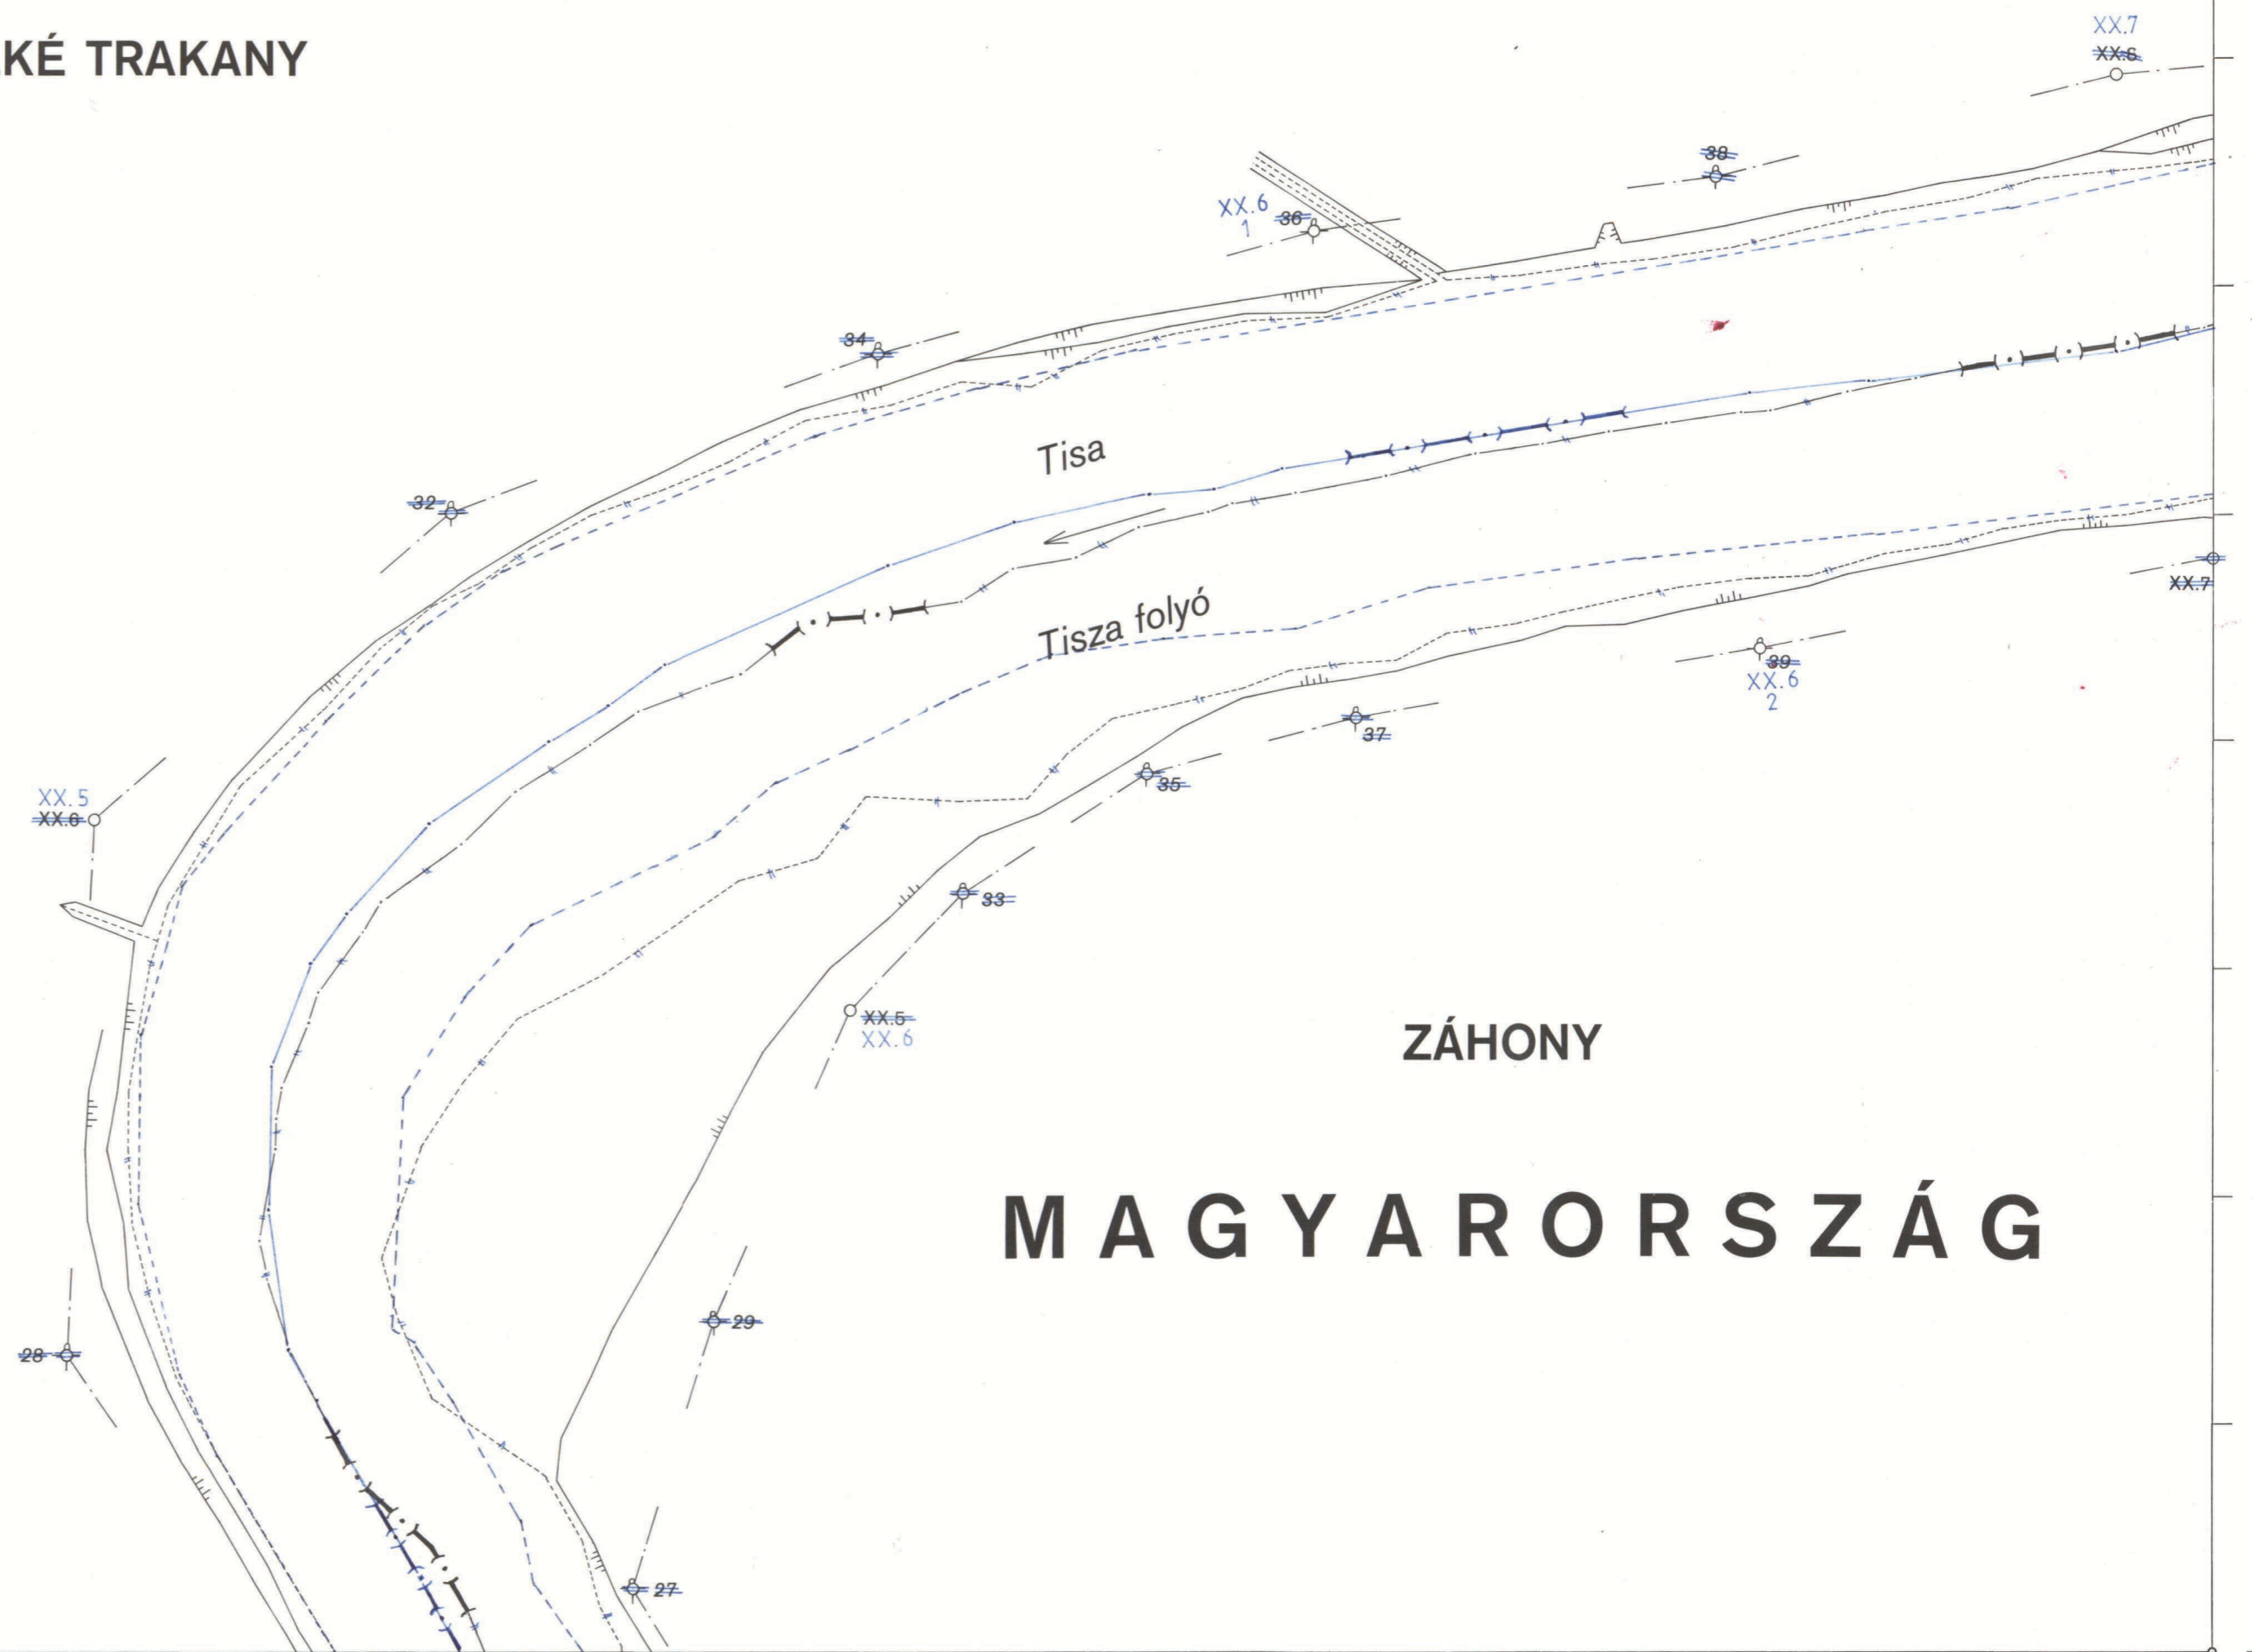 KÉ TRAKANY
XX.7
XX.6
38
XX.6
1
36
34
32
Tisa
Tisza folyó
XX.7
39
XX.6
2
37
35
XX.5
XX.6
33
XX.5
XX.6
ZÁHONY
MAGYARORSZÁG
29
28
27